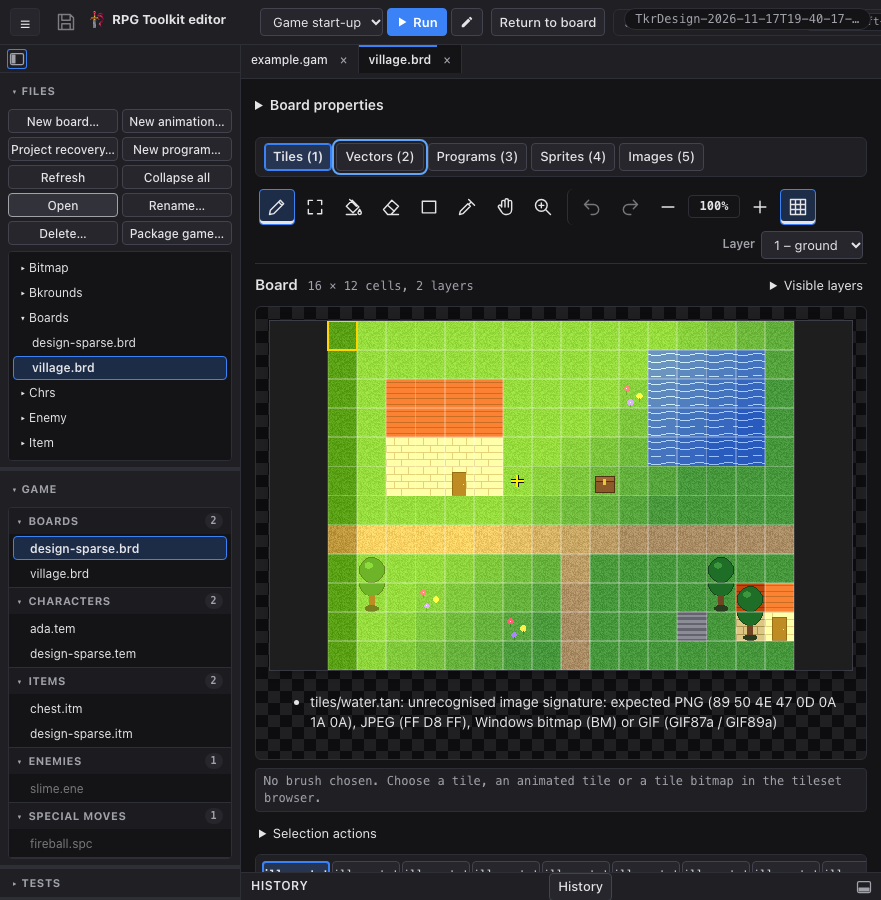 RPG Toolkit editor
Game start-up
Run
Return to board
TkrDesign-2026-11-17T19-40-17-…
example.gam ×
village.brd ×
FILES
New board…
New animation…
Project recovery…
New program…
Refresh
Collapse all
Open
Rename…
Delete…
Package game…
Bitmap
Bkrounds
Boards
design-sparse.brd
village.brd
Chrs
Enemy
Item
GAME
BOARDS 2
design-sparse.brd
village.brd
CHARACTERS 2
ada.tem
design-sparse.tem
ITEMS 2
chest.itm
design-sparse.itm
ENEMIES 1
slime.ene
SPECIAL MOVES 1
fireball.spc
TESTS
Board properties
Tiles (1)
Vectors (2)
Programs (3)
Sprites (4)
Images (5)
100%
Layer
1 – ground
Board 16 × 12 cells, 2 layers
Visible layers
tiles/water.tan: unrecognised image signature: expected PNG (89 50 4E 47 0D 0A
1A 0A), JPEG (FF D8 FF), Windows bitmap (BM) or GIF (GIF87a / GIF89a)
No brush chosen. Choose a tile, an animated tile or a tile bitmap in the tileset
browser.
Selection actions
HISTORY
History